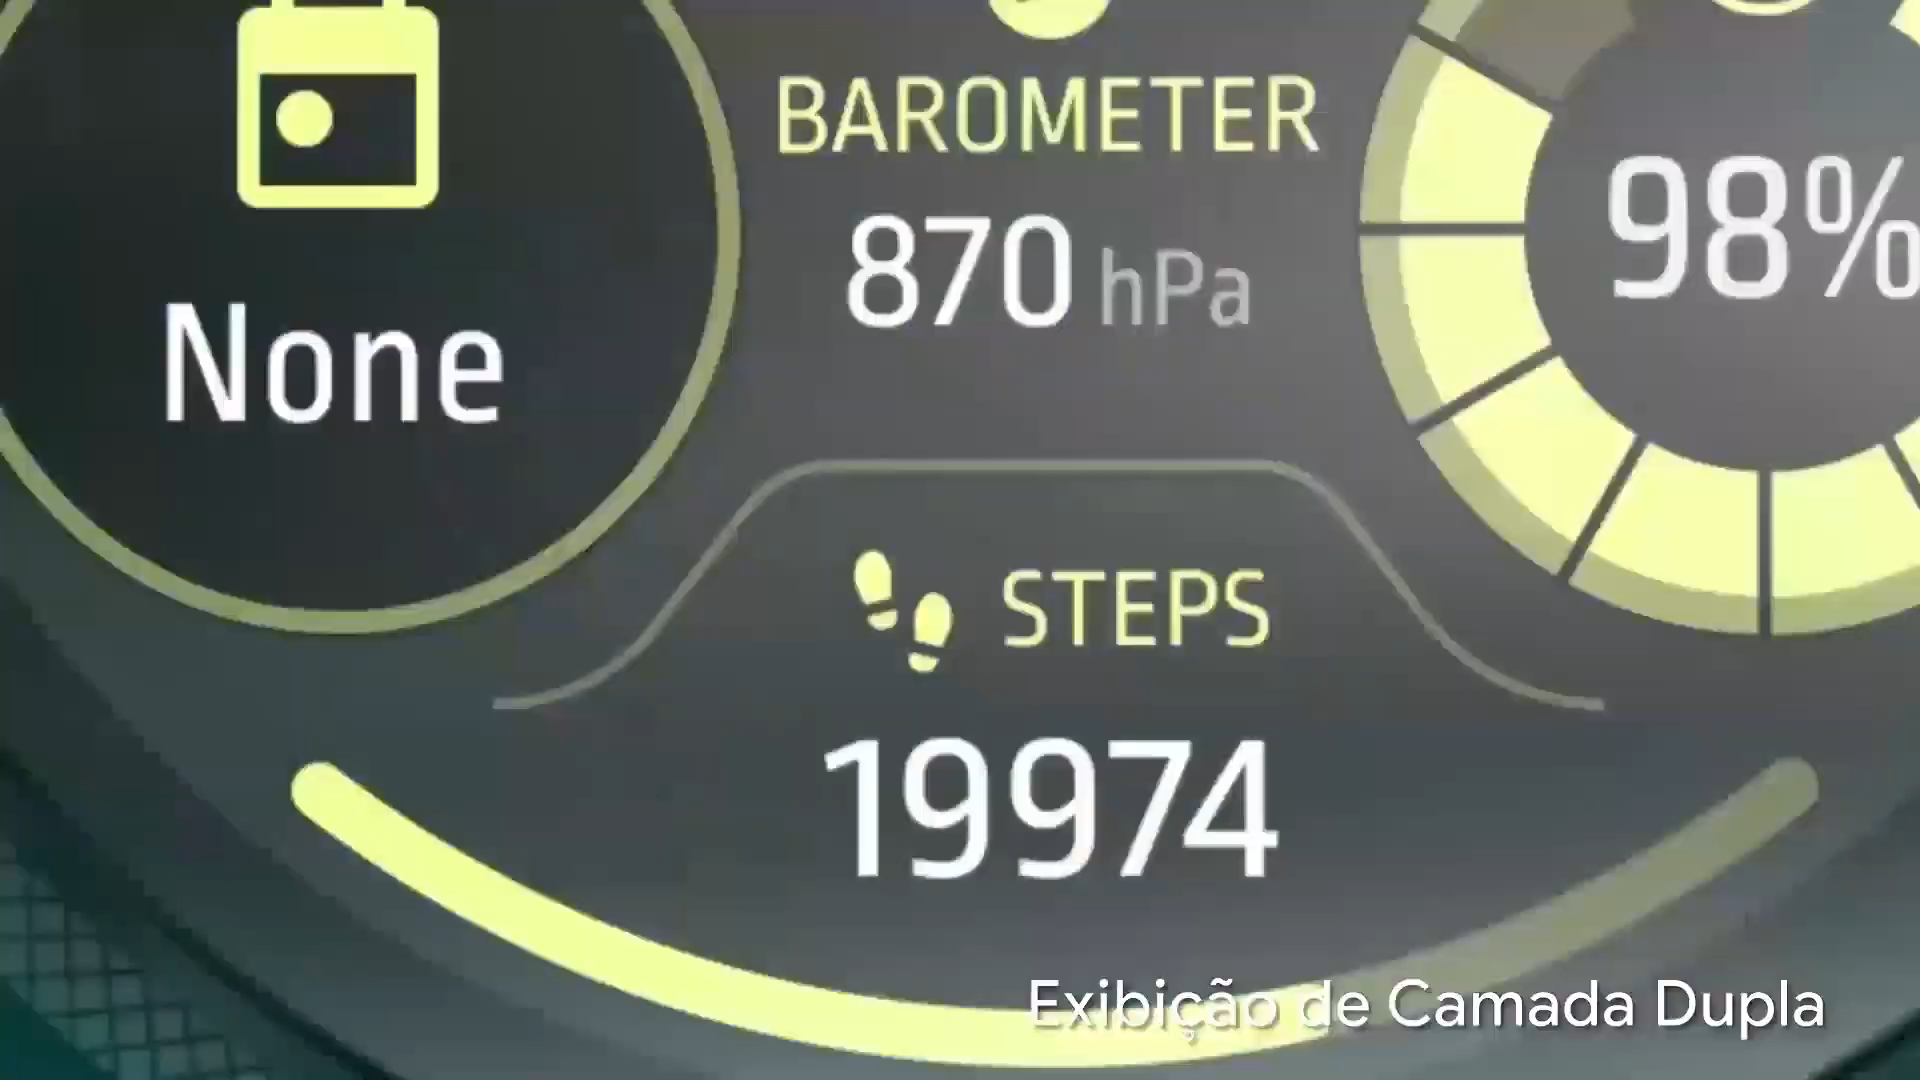 None
BAROMETER
870 hPa
98%
STEPS
19974
Exibição de Camada Dupla